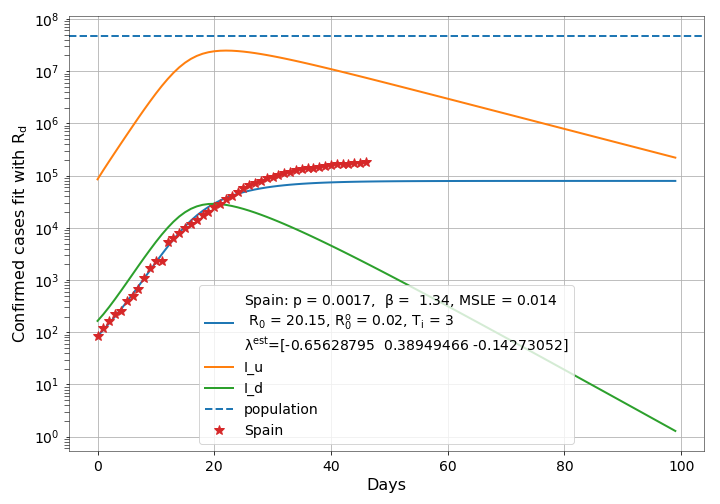 10⁸
10⁷
10⁶
10⁵
10⁴
10³
10²
10¹
10⁰
Confirmed cases fit with R_d
Spain: p = 0.0017, β = 1.34, MSLE = 0.014
R₀ = 20.15, R₀⁰ = 0.02, Tᵢ = 3
λᵉˢᵗ=[-0.65628795 0.38949466 -0.14273052]
I_u
I_d
population
Spain
0 20 40 60 80 100
Days